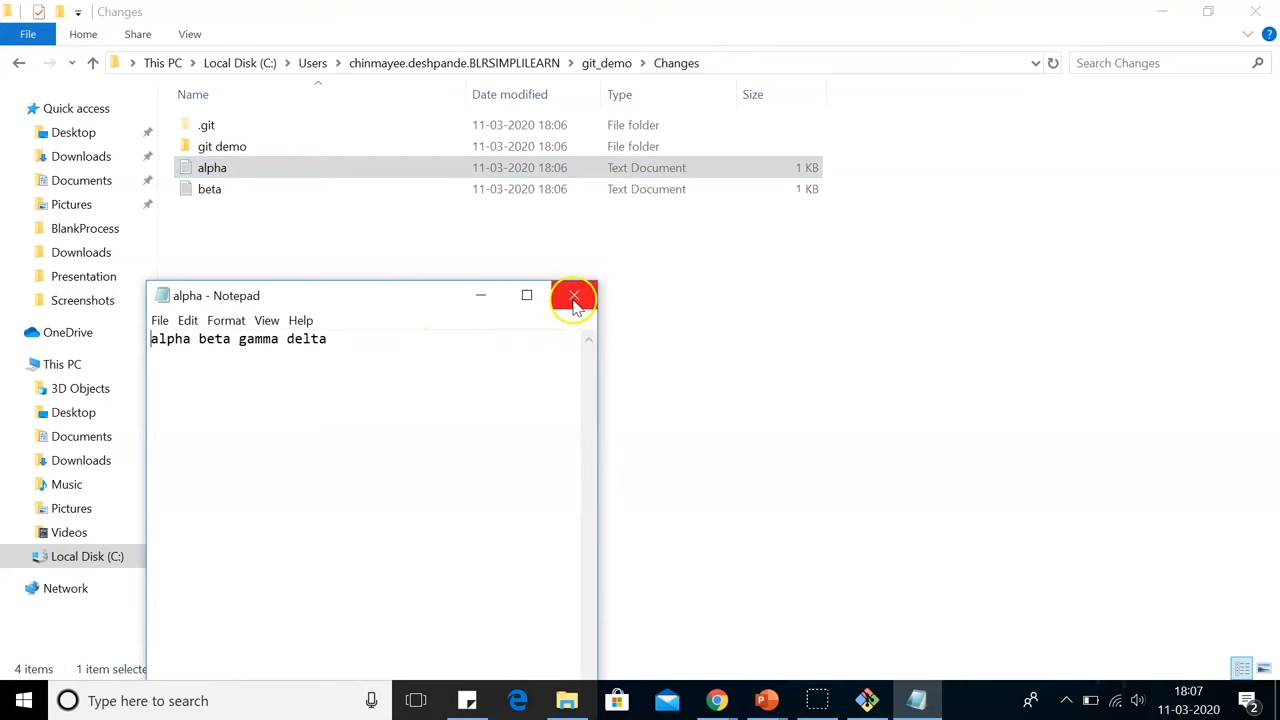 Changes
File Home Share View
This PC Local Disk (C:) Users chinmayee.deshpande.BLRSIMPLILEARN git_demo Changes Search Changes
Name Date modified Type Size
Quick access
Desktop
Downloads
Documents
Pictures
BlankProcess
Downloads
Presentation
Screenshots
OneDrive
This PC
3D Objects
Desktop
Documents
Downloads
Music
Pictures
Videos
Local Disk (C:)
Network
.git 11-03-2020 18:06 File folder
git demo 11-03-2020 18:06 File folder
alpha 11-03-2020 18:06 Text Document 1 KB
beta 11-03-2020 18:06 Text Document 1 KB
alpha - Notepad
File Edit Format View Help
alpha beta gamma delta
4 items 1 item selecte
Type here to search
18:07
11-03-2020
2